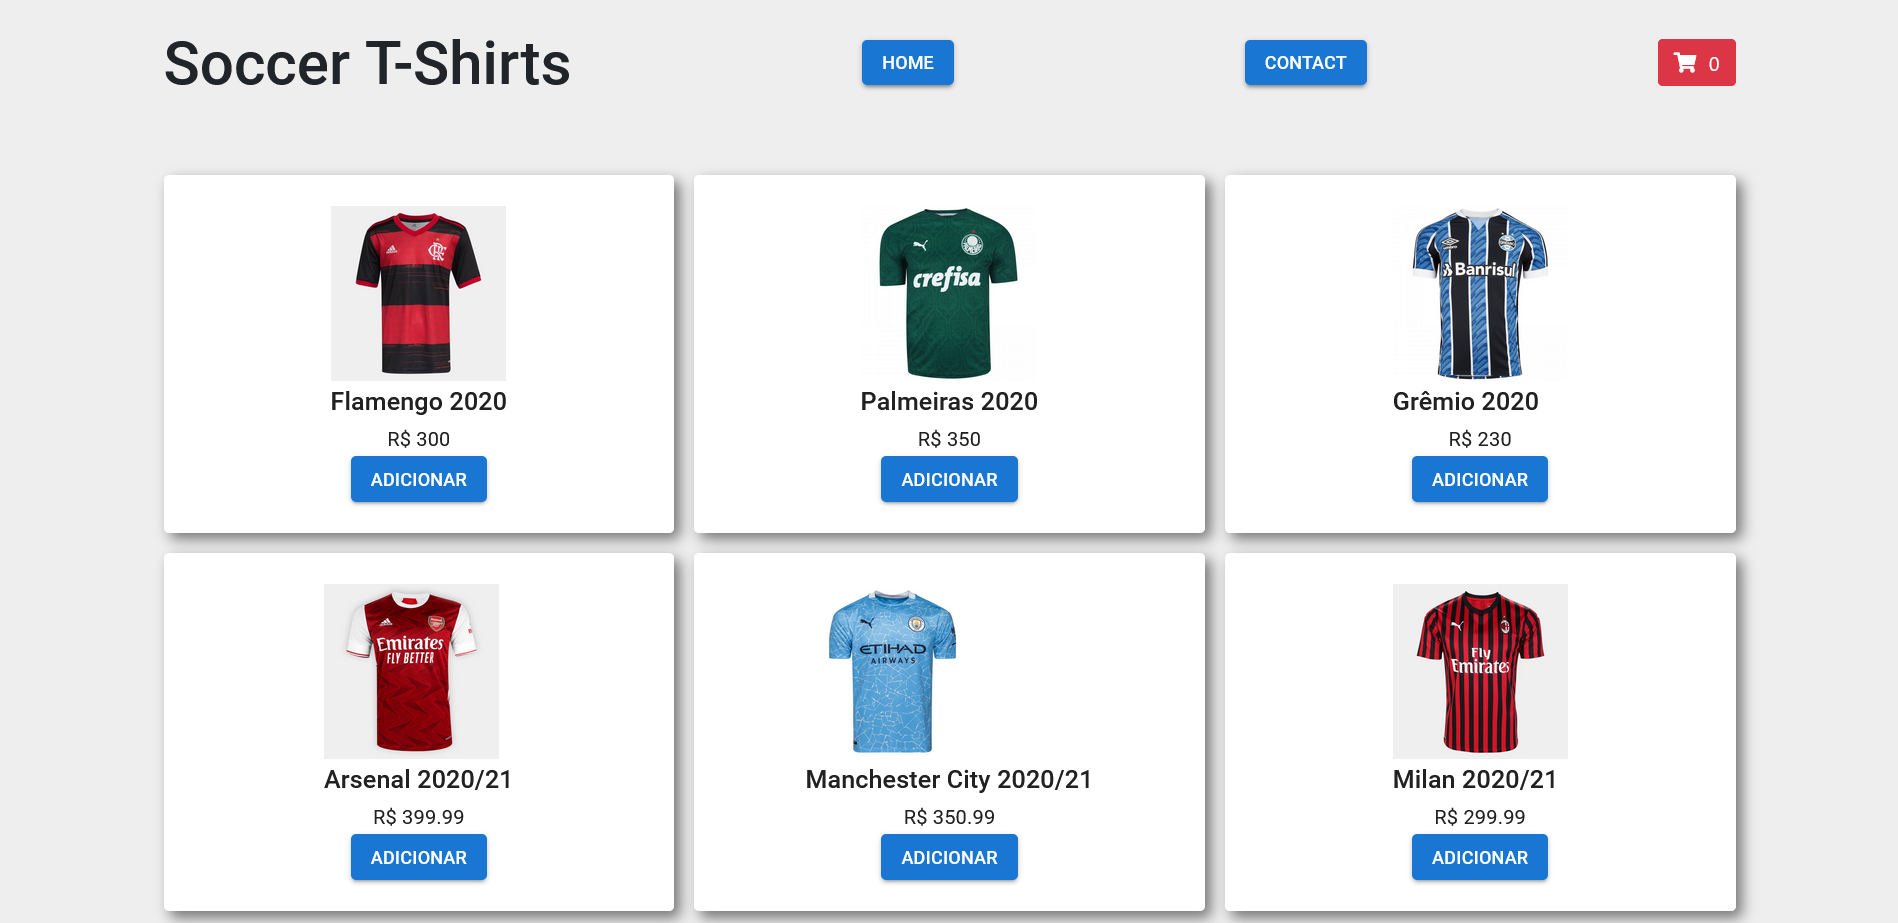 Soccer T-Shirts
HOME
CONTACT
0
crefisa
Banrisul
Flamengo 2020
Palmeiras 2020
Grêmio 2020
R$ 300
R$ 350
R$ 230
ADICIONAR
ADICIONAR
ADICIONAR
Emirates
FLY BETTER
ETIHAD
AIRWAYS
Fly
Emirates
Arsenal 2020/21
Manchester City 2020/21
Milan 2020/21
R$ 399.99
R$ 350.99
R$ 299.99
ADICIONAR
ADICIONAR
ADICIONAR